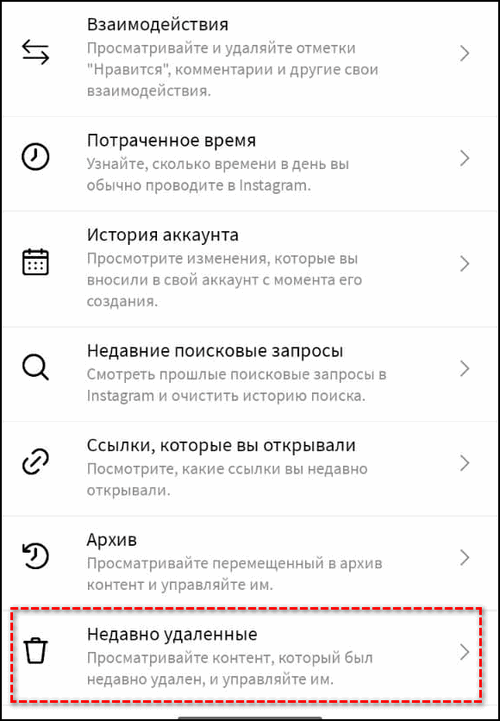 Взаимодействия
Просматривайте и удаляйте отметки
"Нравится", комментарии и другие свои
взаимодействия.
Потраченное время
Узнайте, сколько времени в день вы
обычно проводите в Instagram.
История аккаунта
Просмотрите изменения, которые вы
вносили в свой аккаунт с момента его
создания.
Недавние поисковые запросы
Смотреть прошлые поисковые запросы в
Instagram и очистить историю поиска.
Ссылки, которые вы открывали
Посмотрите, какие ссылки вы недавно
открывали.
Архив
Просматривайте перемещенный в архив
контент и управляйте им.
Недавно удаленные
Просматривайте контент, который был
недавно удален, и управляйте им.